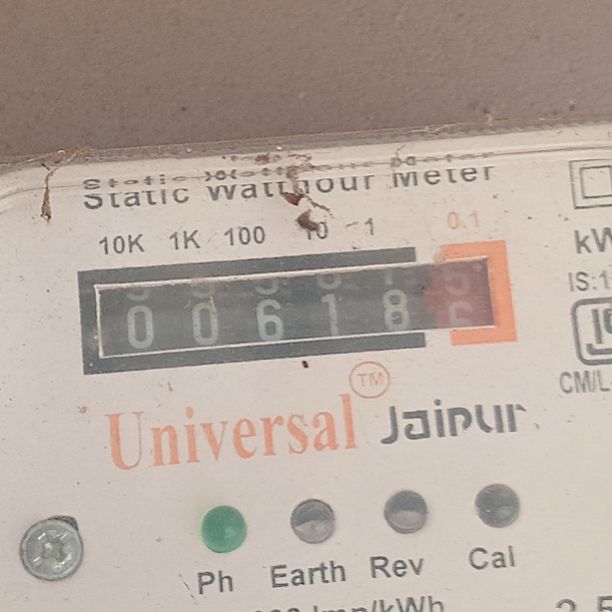 Static Watthour Meter
10K 1K 100 10 1 0.1
0 0 6 1 8
kW
IS:1
CM/L
Universal TM Jaipur
Ph Earth Rev Cal
imp/kWh